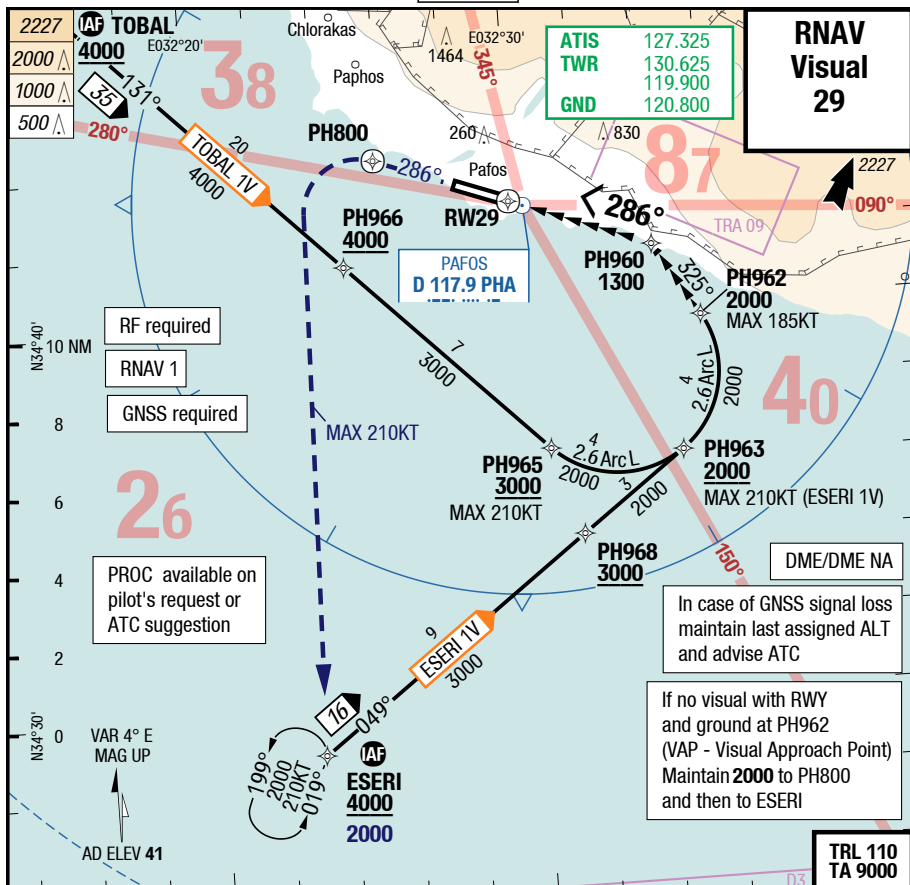 2227
2000
1000
500
IAF TOBAL
4000
E032°20'
Chlorakas
1464
E032°30'
ATIS 127.325
TWR 130.625
119.900
GND 120.800
RNAV
Visual
29
35
131°
38
Paphos
345°
280°
20
TOBAL 1V
4000
PH800
260
830
87
2227
286°
Pafos
RW29
286°
TRA 09
090°
PH966
4000
PAFOS
D 117.9 PHA
PH960
1300
325°
PH962
2000
MAX 185KT
N34°40'
10 NM
RF required
RNAV 1
GNSS required
7
3000
4
2.6 Arc L
2000
40
8
MAX 210KT
PH965
3000
MAX 210KT
4
2.6 Arc L
2000
3
2000
PH963
2000
MAX 210KT (ESERI 1V)
6
26
PH968
3000
150°
DME/DME NA
4
PROC available on
pilot's request or
ATC suggestion
In case of GNSS signal loss
maintain last assigned ALT
and advise ATC
2
9
ESERI 1V
3000
16
049°
If no visual with RWY
and ground at PH962
(VAP - Visual Approach Point)
Maintain 2000 to PH800
and then to ESERI
N34°30'
0
VAR 4° E
MAG UP
199°
2000
210KT
019°
IAF
ESERI
4000
2000
AD ELEV 41
TRL 110
TA 9000
D3